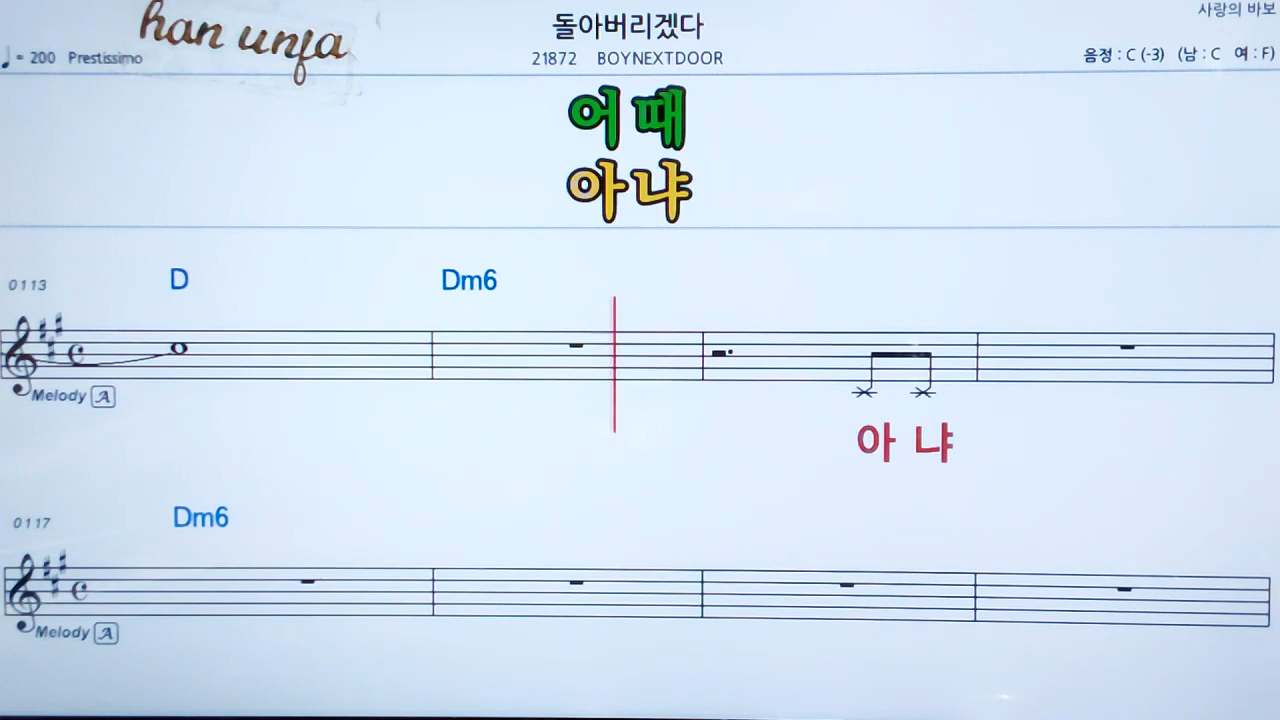 han unfa
돌아버리겠다
사랑의 바보
♩ = 200 Prestissimo
21872 BOYNEXTDOOR
음정 : C (-3) (남 : C 여 : F)
어때
아냐
0113 D Dm6
Melody A
아 냐
0117 Dm6
Melody A